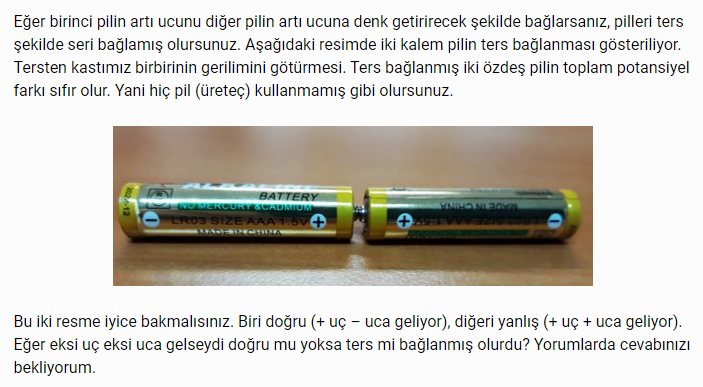 Eğer birinci pilin artı ucunu diğer pilin artı ucuna denk getirirecek şekilde bağlarsanız, pilleri ters
şekilde seri bağlamış olursunuz. Aşağıdaki resimde iki kalem pilin ters bağlanması gösteriliyor.
Tersten kastımız birbirinin gerilimini götürmesi. Ters bağlanmış iki özdeş pilin toplam potansiyel
farkı sıfır olur. Yani hiç pil (üreteç) kullanmamış gibi olursunuz.
BATTERY
NO MERCURY & CADMIUM
LR03 SIZE AAA 1.5V
MADE IN CHINA
MADE IN CHINA
Bu iki resme iyice bakmalısınız. Biri doğru (+ uç – uca geliyor), diğeri yanlış (+ uç + uca geliyor).
Eğer eksi uç eksi uca gelseydi doğru mu yoksa ters mi bağlanmış olurdu? Yorumlarda cevabınızı
bekliyorum.